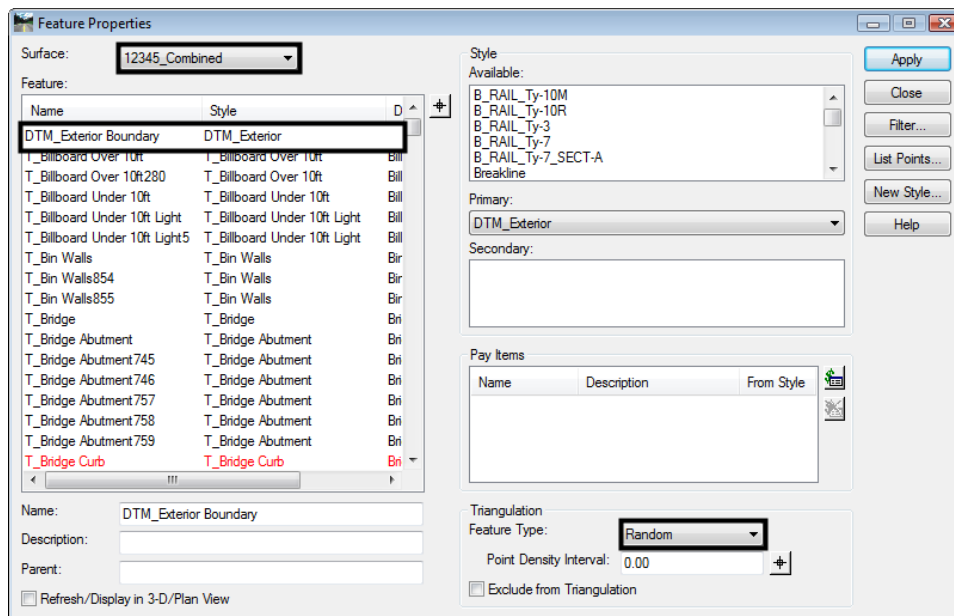 Feature Properties
Surface:
12345_Combined
Feature:
Name Style D
DTM_Exterior Boundary DTM_Exterior
T_Billboard Over 10ft T_Billboard Over 10ft Bill
T_Billboard Over 10ft280 T_Billboard Over 10ft Bill
T_Billboard Under 10ft T_Billboard Under 10ft Bill
T_Billboard Under 10ft Light T_Billboard Under 10ft Light Bill
T_Billboard Under 10ft Light5 T_Billboard Under 10ft Light Bill
T_Bin Walls T_Bin Walls Bin
T_Bin Walls854 T_Bin Walls Bin
T_Bin Walls855 T_Bin Walls Bin
T_Bridge T_Bridge Bri
T_Bridge Abutment T_Bridge Abutment Bri
T_Bridge Abutment745 T_Bridge Abutment Bri
T_Bridge Abutment746 T_Bridge Abutment Bri
T_Bridge Abutment757 T_Bridge Abutment Bri
T_Bridge Abutment758 T_Bridge Abutment Bri
T_Bridge Abutment759 T_Bridge Abutment Bri
T_Bridge Curb T_Bridge Curb Bri
Name: DTM_Exterior Boundary
Description:
Parent:
Refresh/Display in 3-D/Plan View
Style
Available:
B_RAIL_Ty-10M
B_RAIL_Ty-10R
B_RAIL_Ty-3
B_RAIL_Ty-7
B_RAIL_Ty-7_SECT-A
Breakline
Primary:
DTM_Exterior
Secondary:
Pay Items
Name Description From Style
Triangulation
Feature Type: Random
Point Density Interval: 0.00
Exclude from Triangulation
Apply
Close
Filter...
List Points...
New Style...
Help